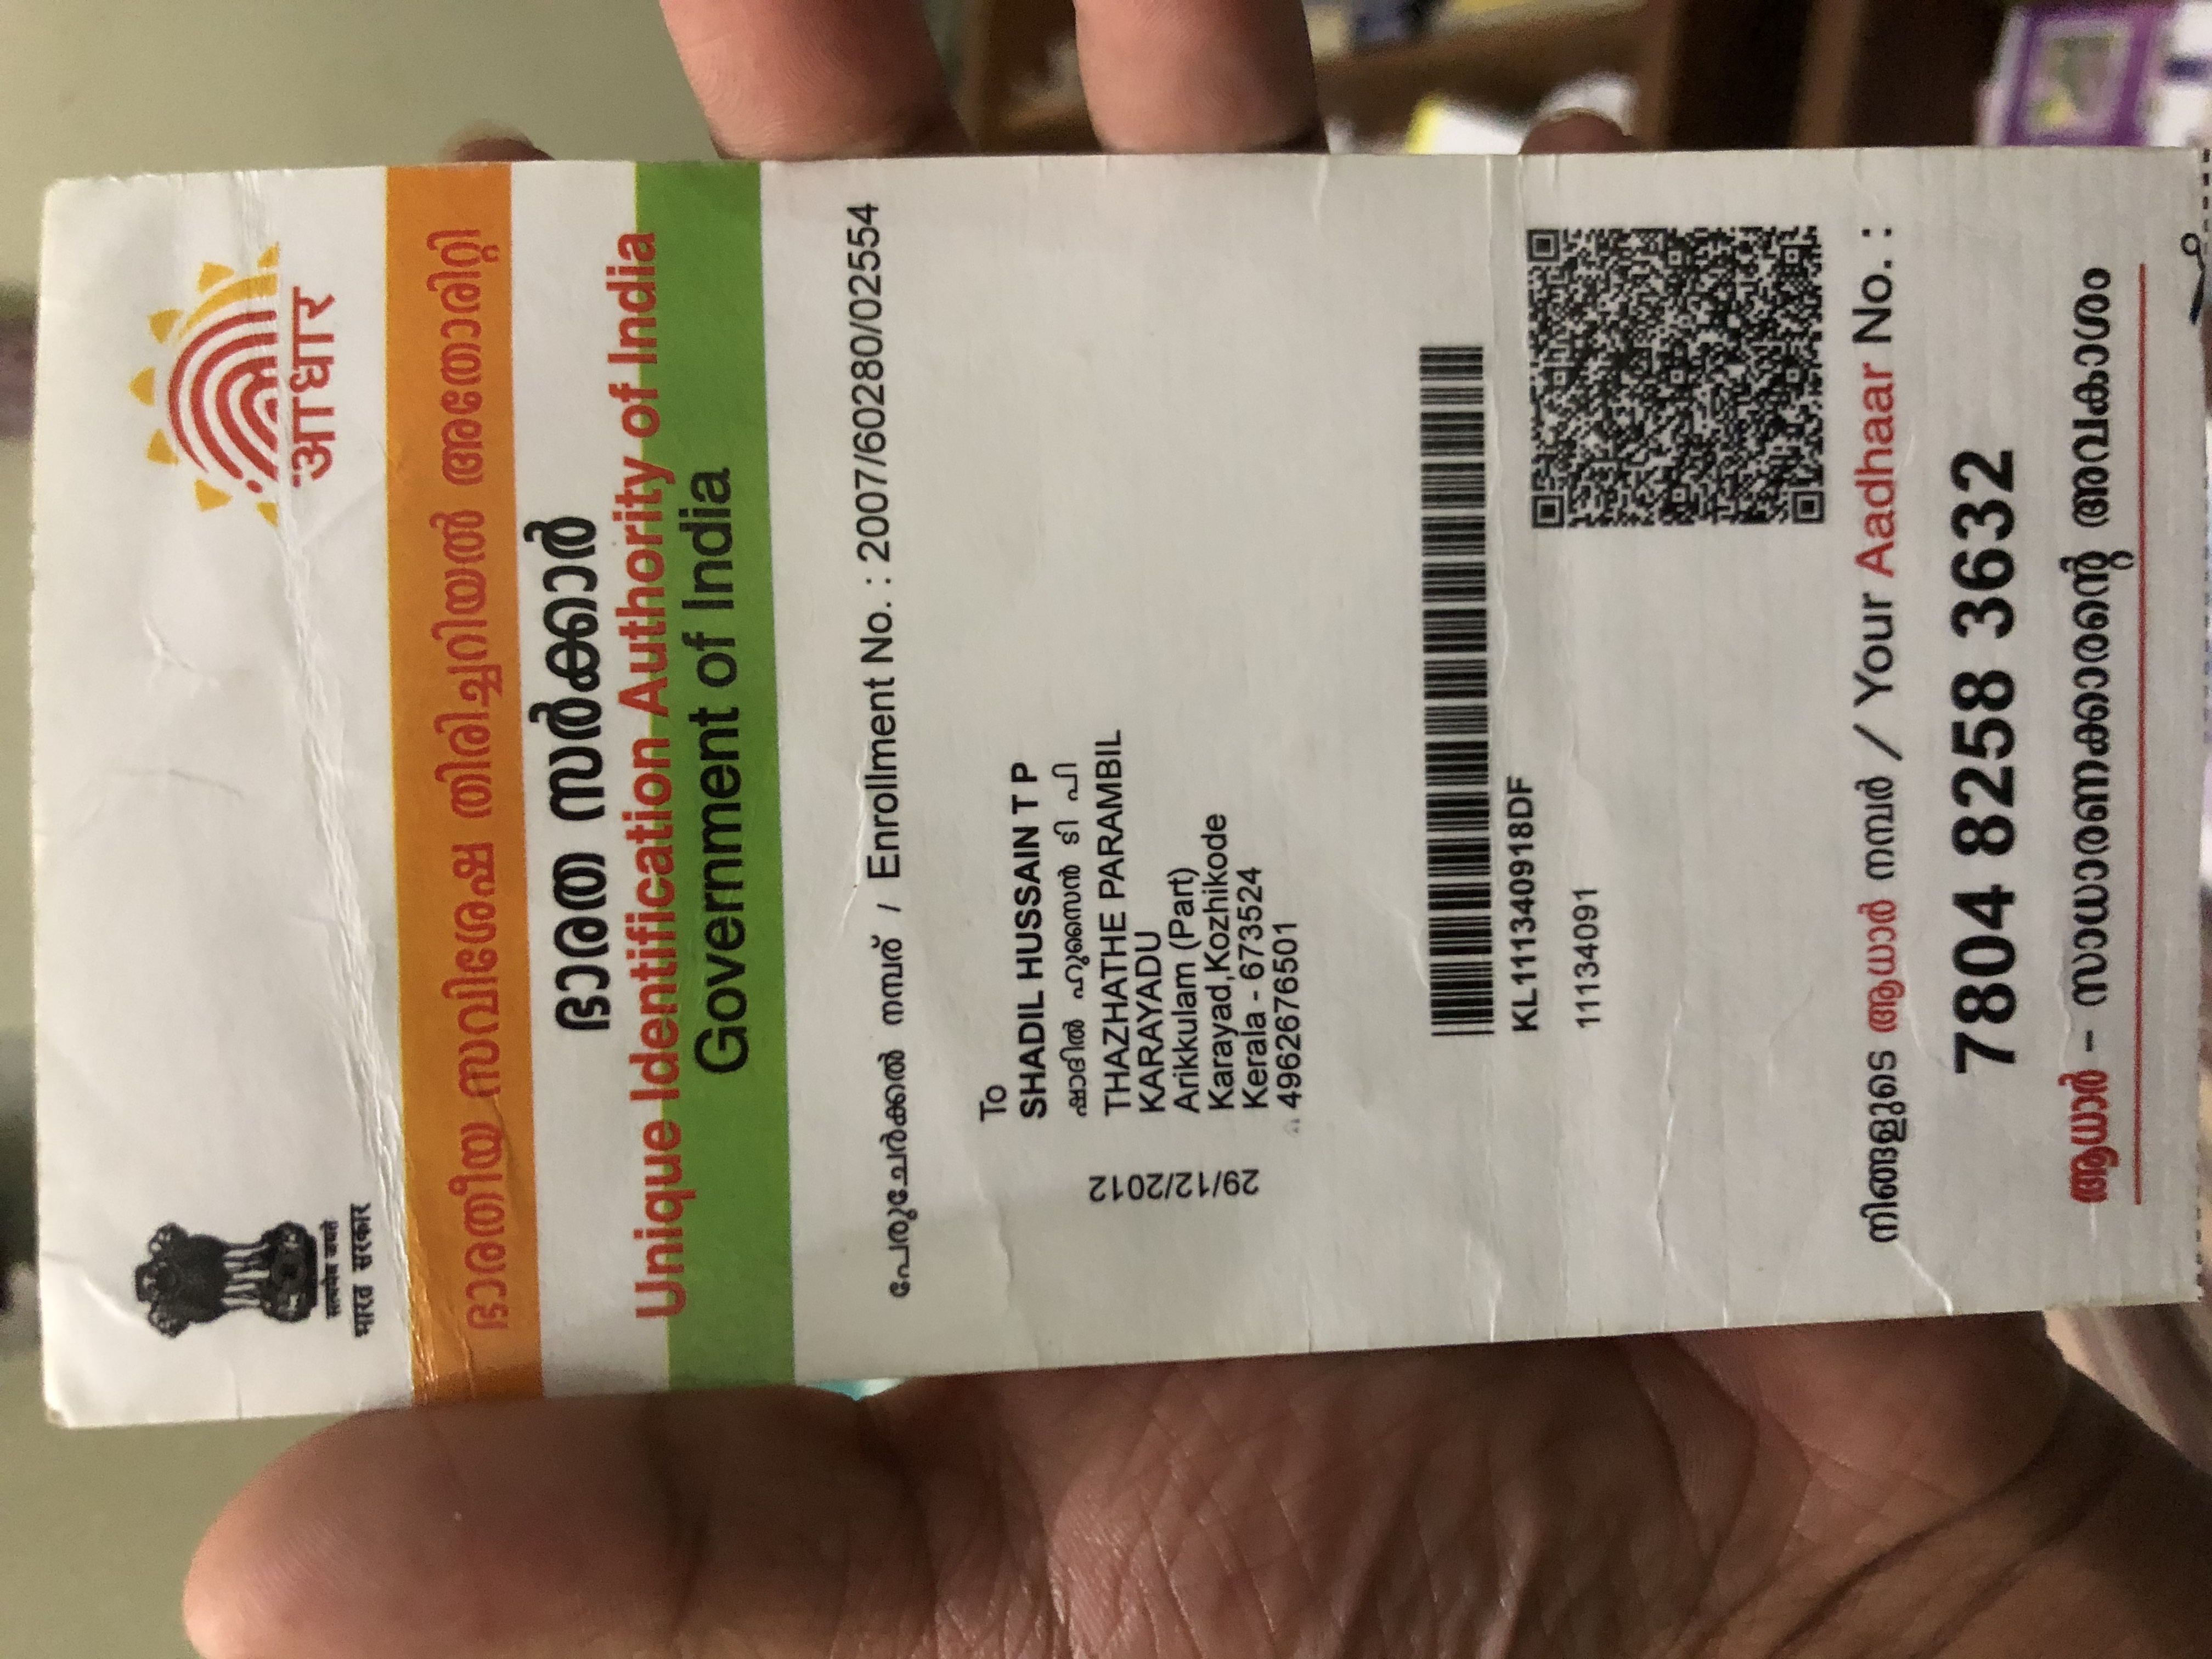 सत्यमेव जयते
भारत सरकार
आधार
ഭാരതീയ സവിശേഷ തിരിച്ചറിയൽ അതോരിറ്റി
ഭാരത സർക്കാർ
Unique Identification Authority of India
Government of India
പേരുചേർക്കൽ നമ്പര് / Enrollment No. : 2007/60280/02554
29/12/2012
To
SHADIL HUSSAIN T P
ഷാദിൽ ഹുസൈൻ ടി പി
THAZHATHE PARAMBIL
KARAYADU
Arikkulam (Part)
Karayad,Kozhikode
Kerala - 673524
4962676501
KL111340918DF
11134091
നിങ്ങളുടെ ആധാർ നമ്പർ / Your Aadhaar No. :
7804 8258 3632
ആധാർ – സാധാരണക്കാരന്റെ അവകാശം